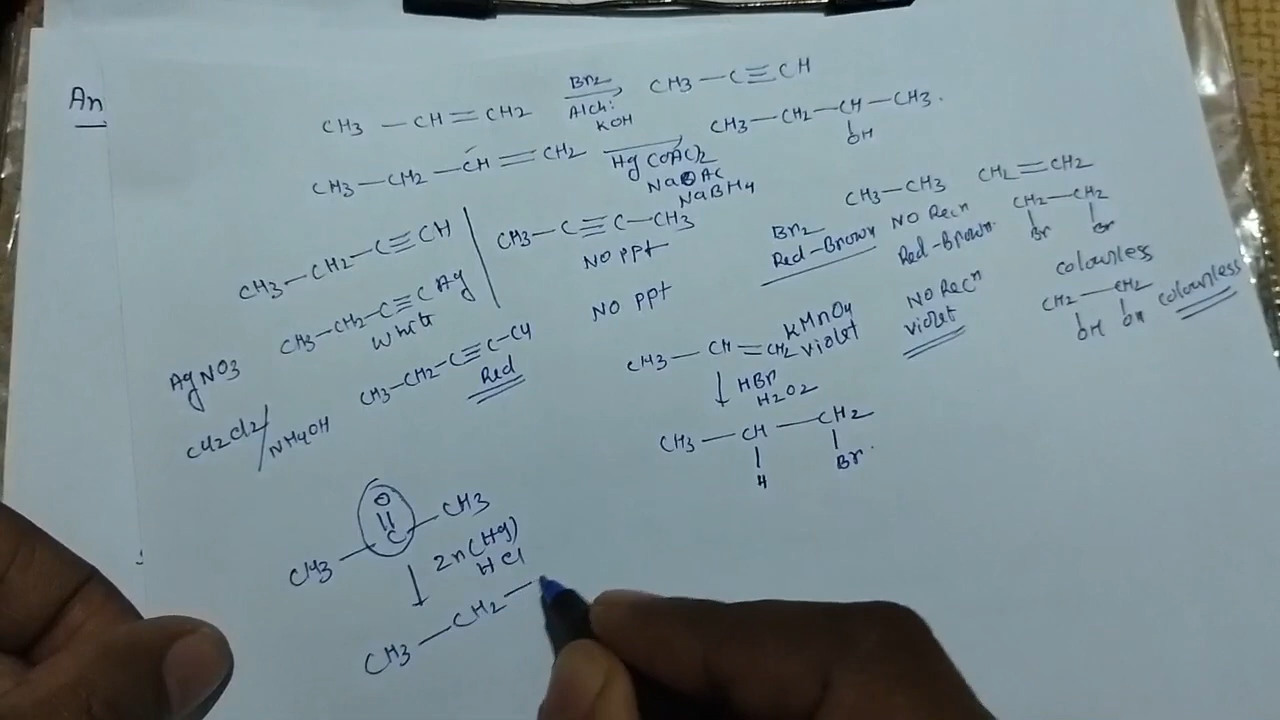 An
CH3 — CH = CH2 Br2 Alch: KOH CH3 — C ≡ CH
CH3 — CH2 — CH = CH2 Hg(OAc)2 NaOAc NaBH4 CH3 — CH2 — CH — CH3.
OH
CH3 — CH2 — C ≡ CH
CH3 — C ≡ C — CH3
NO PPt
Br2 CH3 — CH3 CH2 = CH2
Red-Brown NO Recn Red-Brown CH2 — CH2
Br Br
colourless
AgNO3 CH3 — CH2 — C ≡ C Ag
White
NO PPt
KMnO4 violet NO Recn violet CH2 — CH2
OH OH colourless
Cu2Cl2/NH4OH CH3 — CH2 — C ≡ C — Cu
Red
CH3 — CH = CH2
↓ HBr
H2O2
CH3 — CH — CH2
H Br.
O
||
CH3 — C — CH3
↓ Zn(Hg)
HCl
CH3 — CH2 —